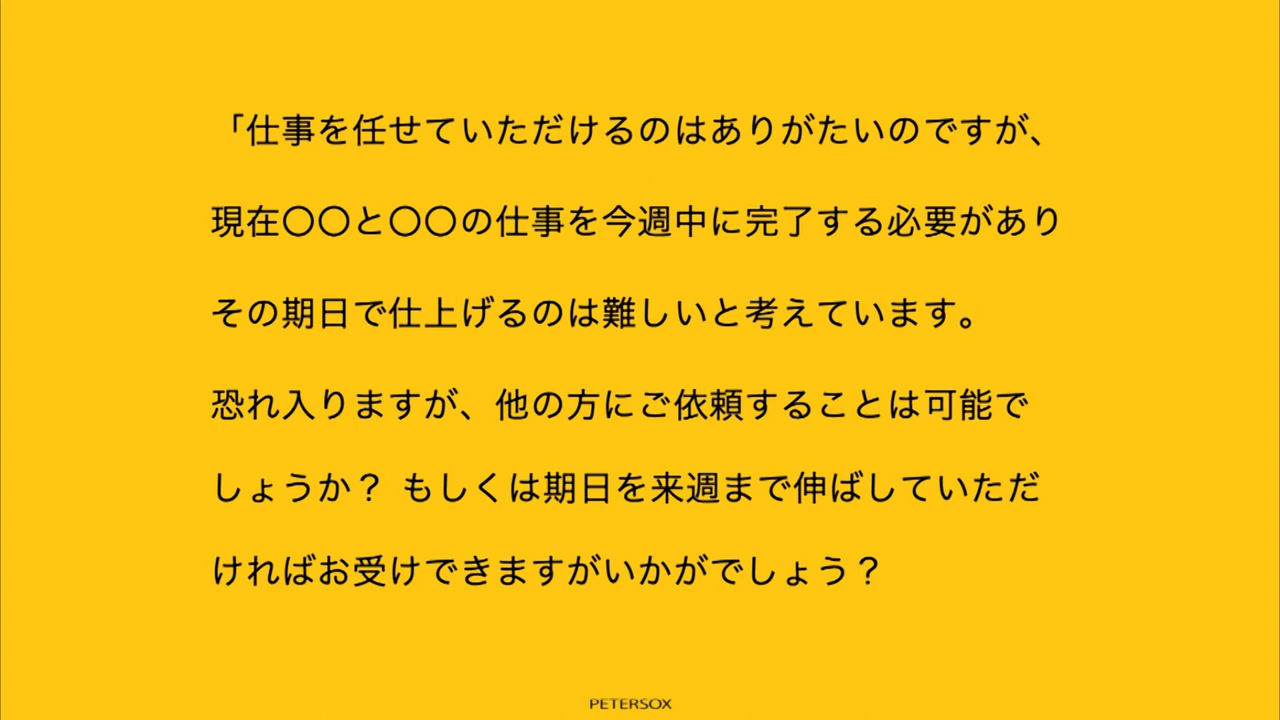 「仕事を任せていただけるのはありがたいのですが、
現在〇〇と〇〇の仕事を今週中に完了する必要があり
その期日で仕上げるのは難しいと考えています。
恐れ入りますが、他の方にご依頼することは可能で
しょうか？ もしくは期日を来週まで伸ばしていただ
ければお受けできますがいかがでしょう？
PETERSOX